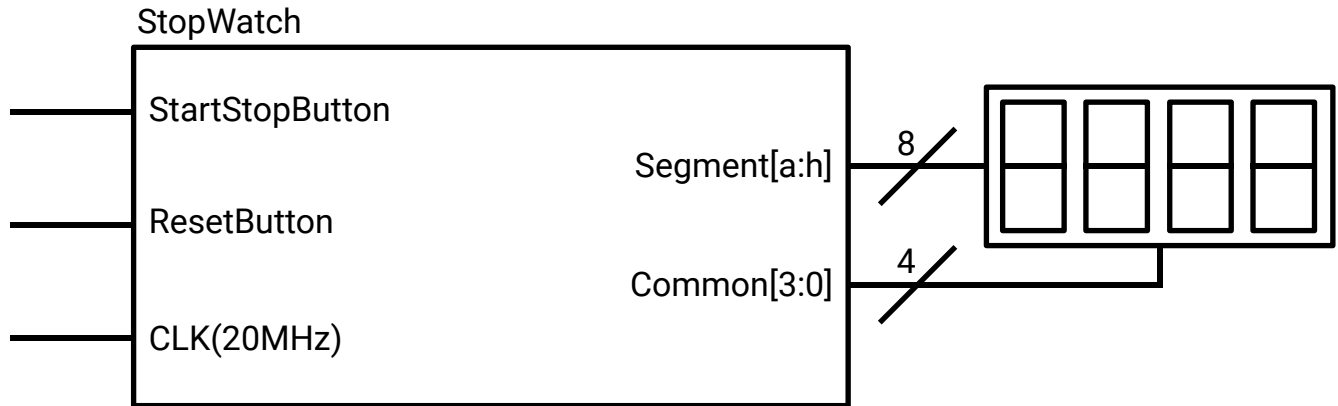 StopWatch
StartStopButton
8
Segment[a:h]
ResetButton
4
Common[3:0]
CLK(20MHz)